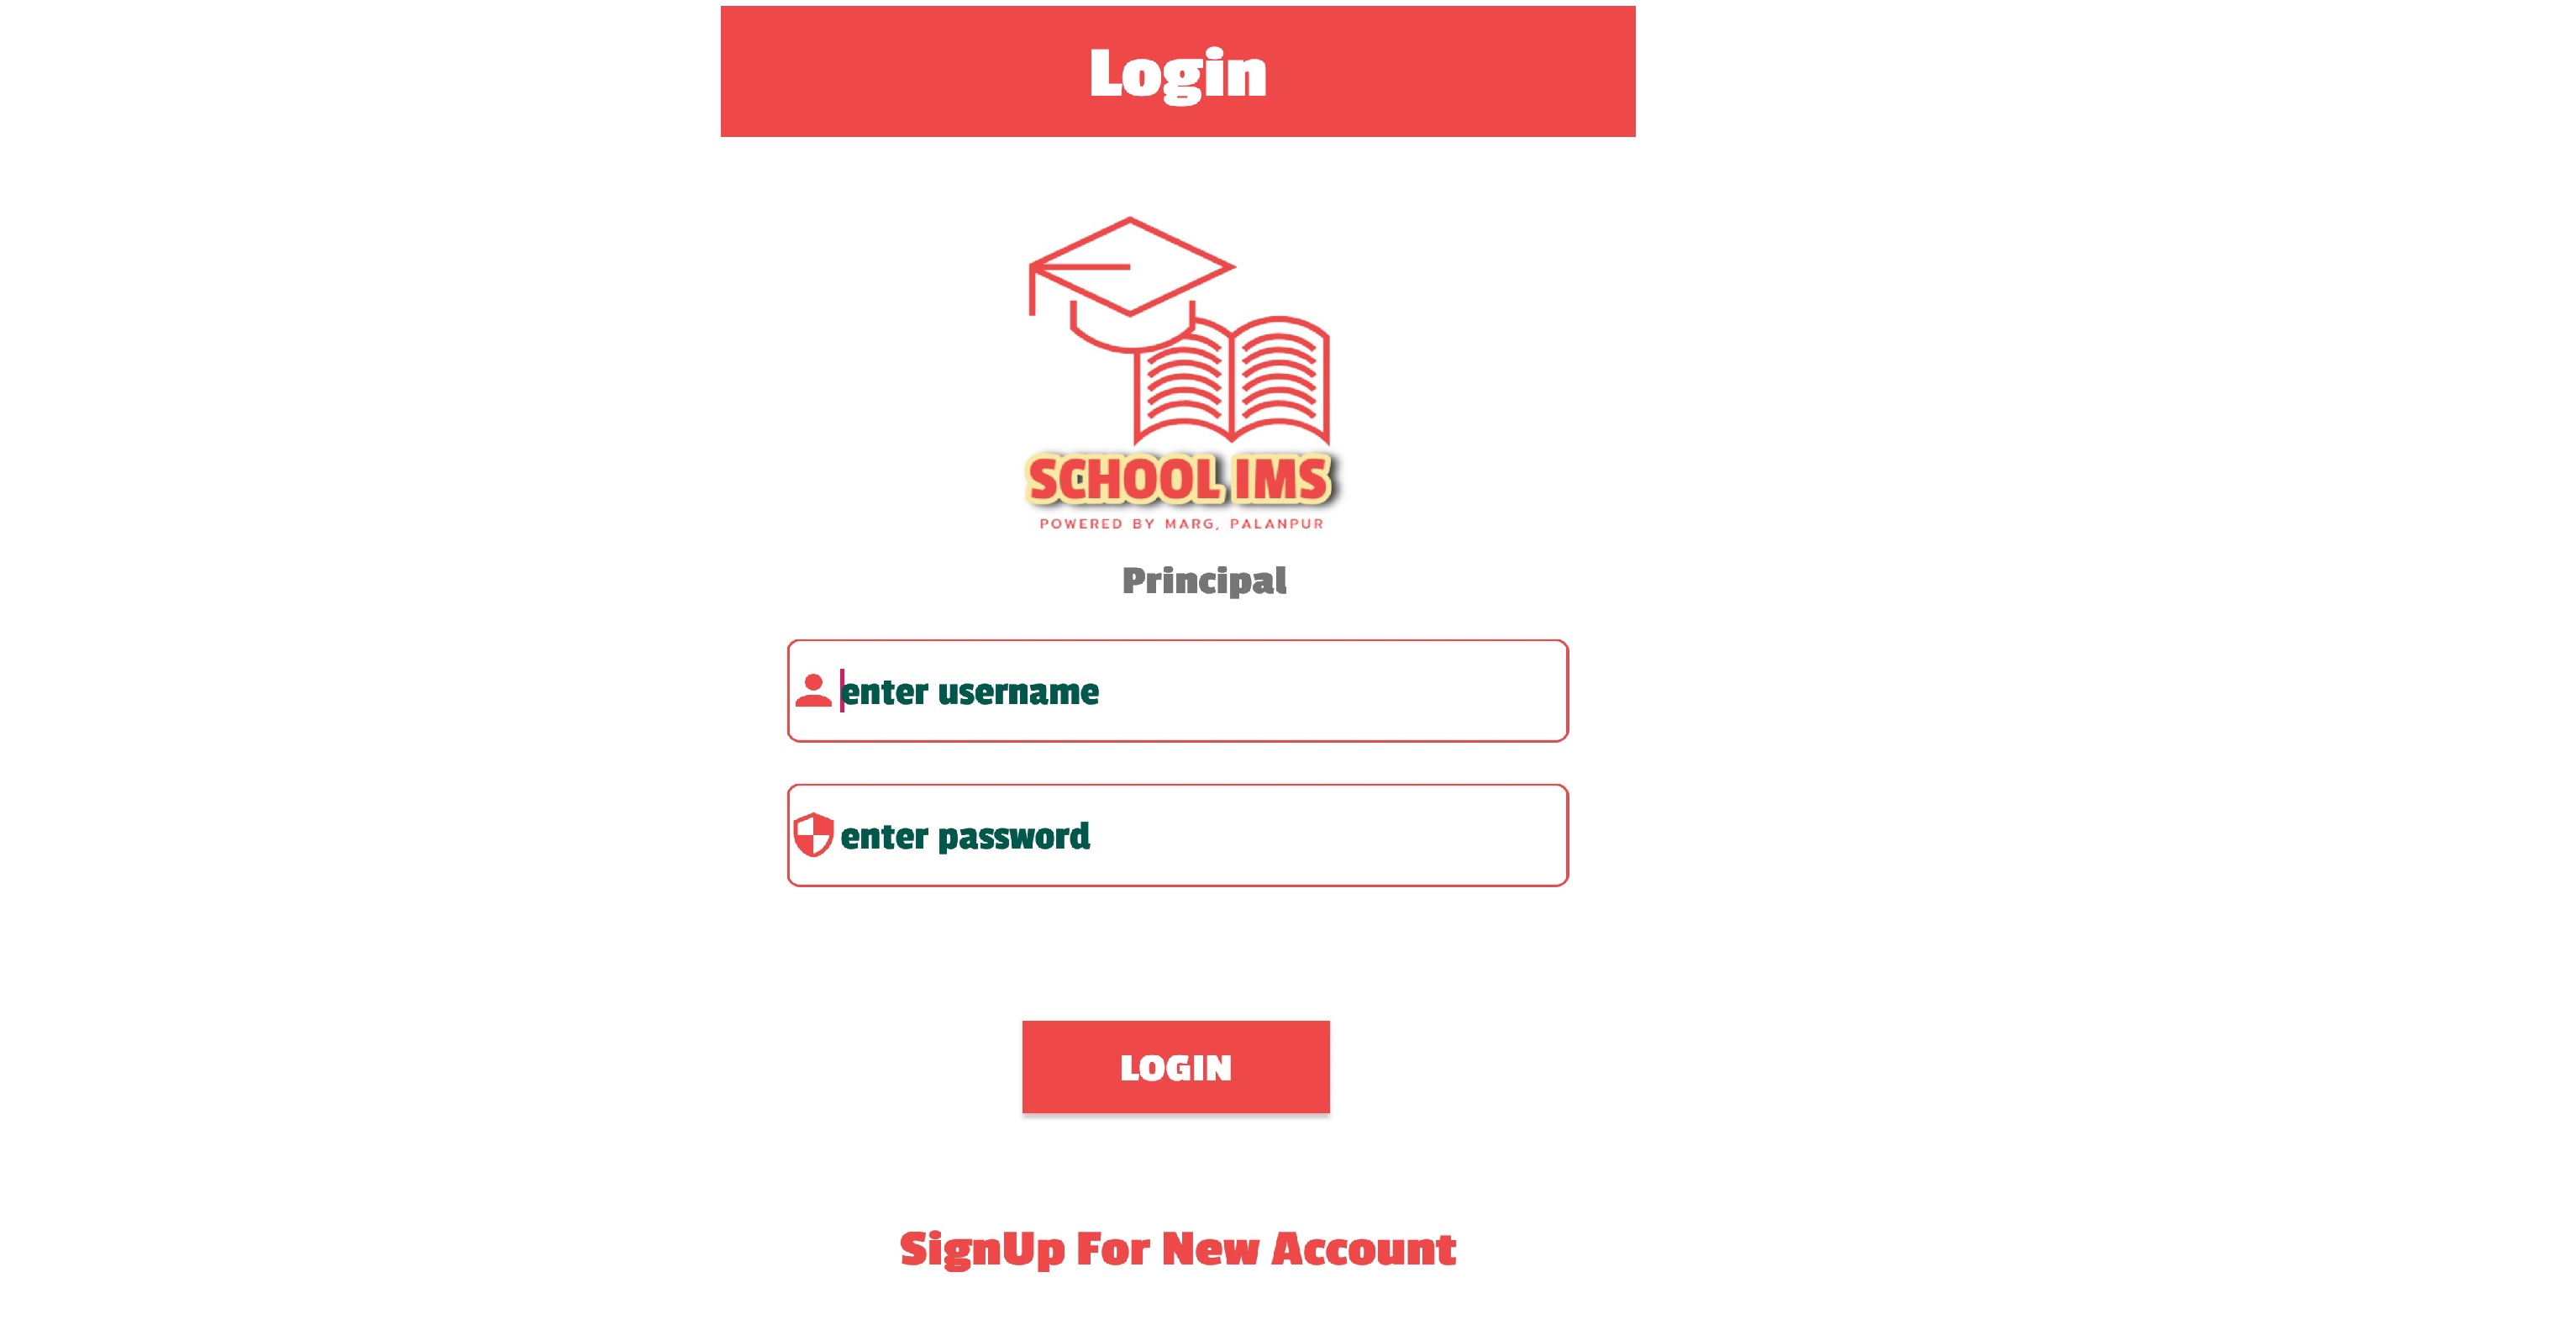 Login
SCHOOL IMS
POWERED BY MARG, PALANPUR
Principal
enter username
enter password
LOGIN
SignUp For New Account